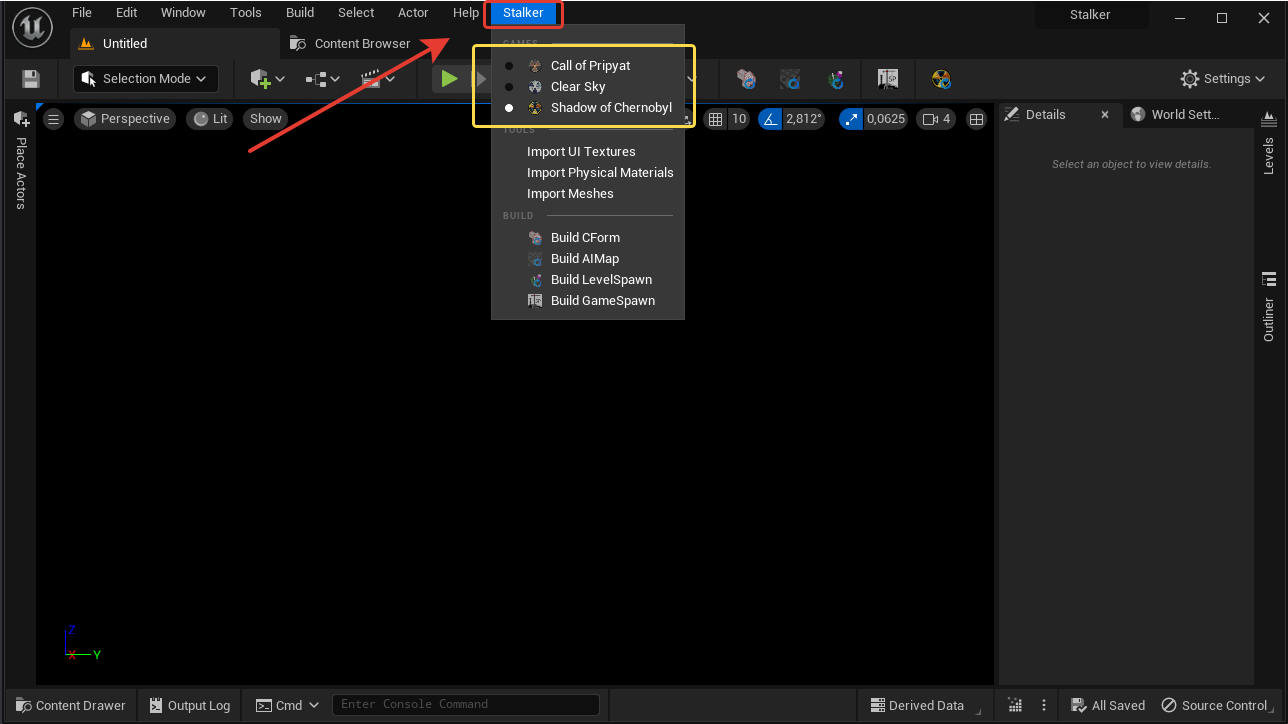 File Edit Window Tools Build Select Actor Help Stalker Stalker
Untitled Content Browser
Selection Mode Settings
Perspective Lit Show 10 2,812° 0,0625 4
GAMES
Call of Pripyat
Clear Sky
Shadow of Chernobyl
TOOLS
Import UI Textures
Import Physical Materials
Import Meshes
BUILD
Build CForm
Build AIMap
Build LevelSpawn
Build GameSpawn
Place Actors
Details World Sett...
Select an object to view details.
Levels
Outliner
Z
X Y
Content Drawer Output Log Cmd Enter Console Command Derived Data All Saved Source Control